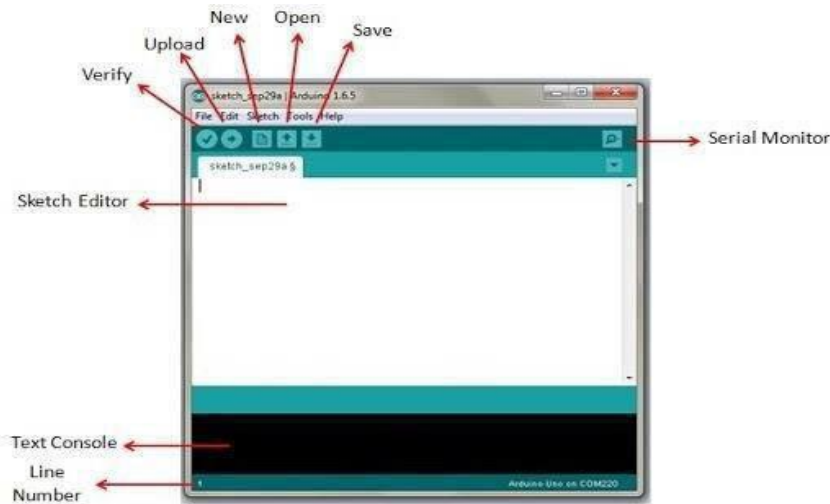 New Open
Save
Upload
Verify
sketch_sep29a | Arduino 1.6.5
File Edit Sketch Tools Help
Serial Monitor
sketch_sep29a §
Sketch Editor
Text Console
Line
Number
1
Arduino Uno on COM220